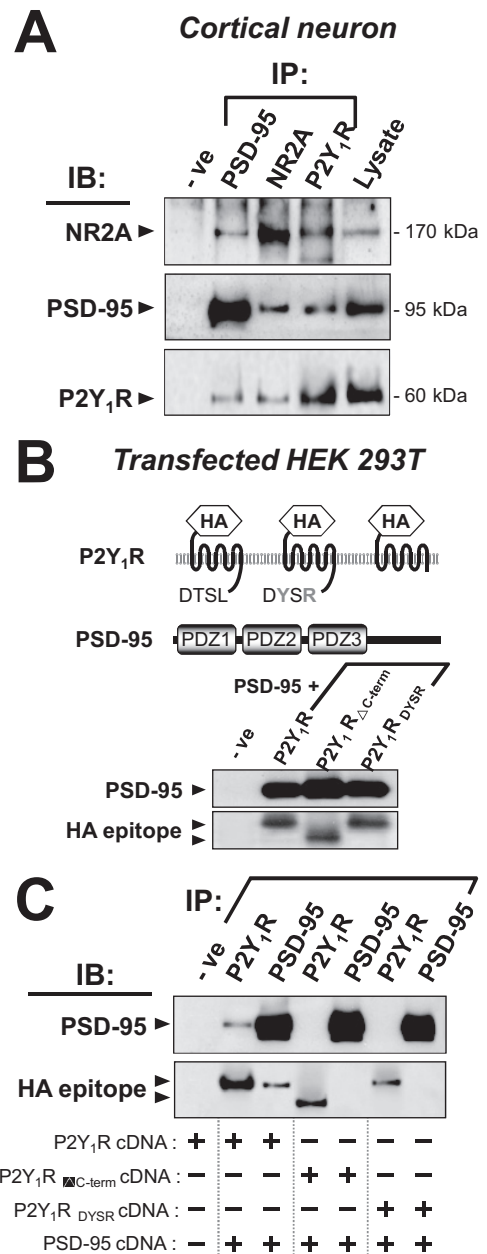 A Cortical neuron
IP:
- ve PSD-95 NR2A P2Y₁R Lysate
IB:
NR2A - 170 kDa
PSD-95 - 95 kDa
P2Y₁R - 60 kDa
B Transfected HEK 293T
HA HA HA
P2Y₁R
DTSL DYSR
PSD-95 PDZ1 PDZ2 PDZ3
PSD-95 +
- ve P2Y₁R P2Y₁R △C-term P2Y₁R DYSR
PSD-95
HA epitope
C IP:
- ve P2Y₁R PSD-95 P2Y₁R PSD-95 P2Y₁R PSD-95
IB:
PSD-95
HA epitope
P2Y₁R cDNA : + + + - - - -
P2Y₁R C-term cDNA : - - - + + - -
P2Y₁R DYSR cDNA : - - - - - + +
PSD-95 cDNA : - + + + + + +